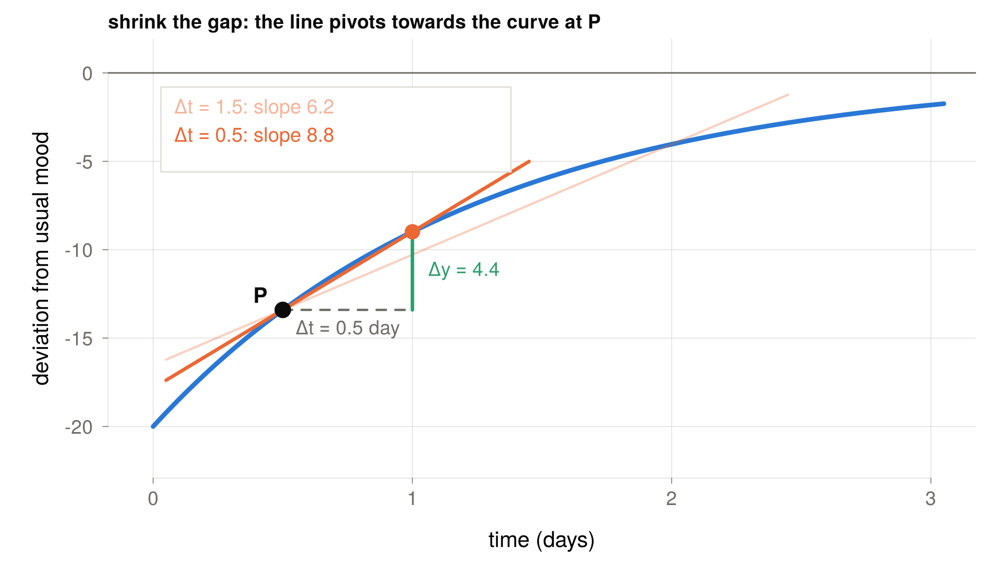 shrink the gap: the line pivots towards the curve at P
0
Δt = 1.5: slope 6.2
Δt = 0.5: slope 8.8
-5
-10
Δy = 4.4
P
Δt = 0.5 day
-15
-20
deviation from usual mood
0
1
2
3
time (days)